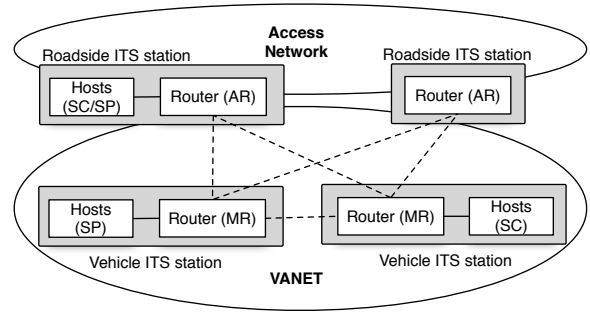 Access
Network
Roadside ITS station
Roadside ITS station
Hosts
(SC/SP)
Router (AR)
Router (AR)
Hosts
(SP)
Router (MR)
Router (MR)
Hosts
(SC)
Vehicle ITS station
Vehicle ITS station
VANET